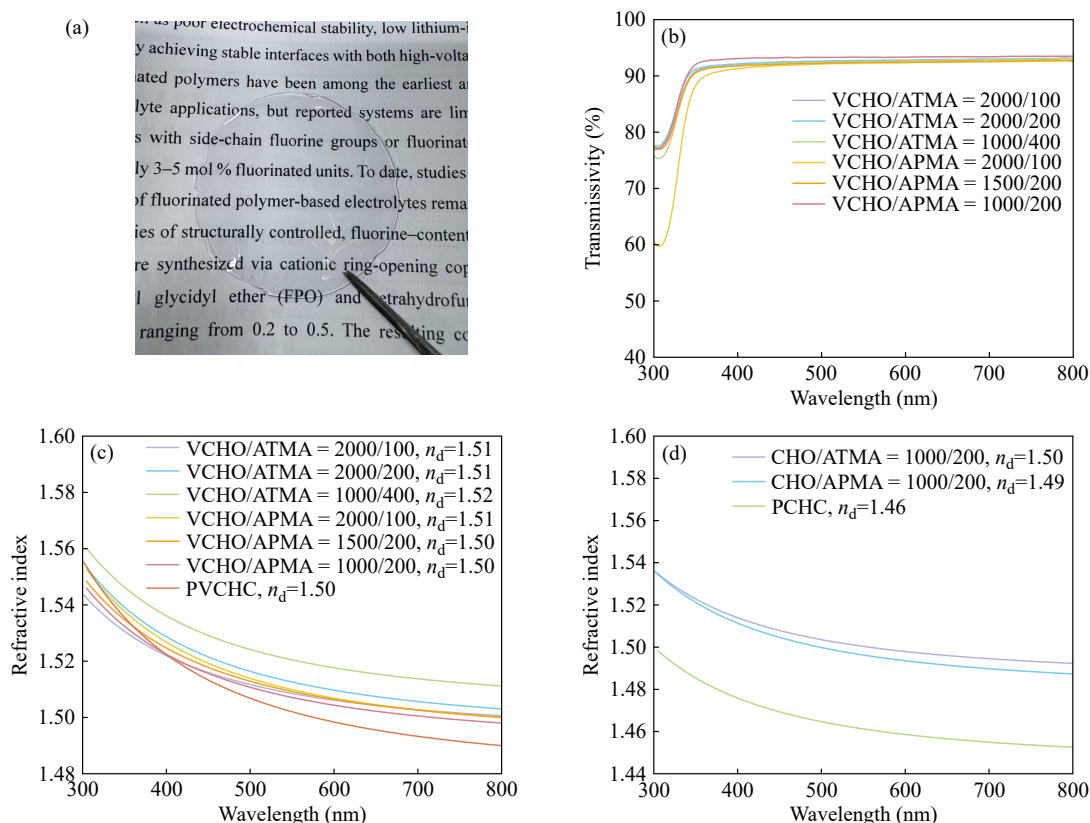 (a)
as poor electrochemical stability, low lithium-
y achieving stable interfaces with both high-volta
ated polymers have been among the earliest a
lyte applications, but reported systems are lim
s with side-chain fluorine groups or fluorinate
ly 3–5 mol % fluorinated units. To date, studies
of fluorinated polymer-based electrolytes rema
ies of structurally controlled, fluorine–content
re synthesized via cationic ring-opening cop
l glycidyl ether (FPO) and etrahydrofu
ranging from 0.2 to 0.5. The resulting co
(b)
100
90
80
70
60
50
40
Transmissivity (%)
VCHO/ATMA = 2000/100
VCHO/ATMA = 2000/200
VCHO/ATMA = 1000/400
VCHO/APMA = 2000/100
VCHO/APMA = 1500/200
VCHO/APMA = 1000/200
300 400 500 600 700 800
Wavelength (nm)
(c)
1.60
1.58
1.56
1.54
1.52
1.50
1.48
Refractive index
VCHO/ATMA = 2000/100, nd=1.51
VCHO/ATMA = 2000/200, nd=1.51
VCHO/ATMA = 1000/400, nd=1.52
VCHO/APMA = 2000/100, nd=1.51
VCHO/APMA = 1500/200, nd=1.50
VCHO/APMA = 1000/200, nd=1.50
PVCHC, nd=1.50
300 400 500 600 700 800
Wavelength (nm)
(d)
1.60
1.58
1.56
1.54
1.52
1.50
1.48
1.46
1.44
Refractive index
CHO/ATMA = 1000/200, nd=1.50
CHO/APMA = 1000/200, nd=1.49
PCHC, nd=1.46
300 400 500 600 700 800
Wavelength (nm)